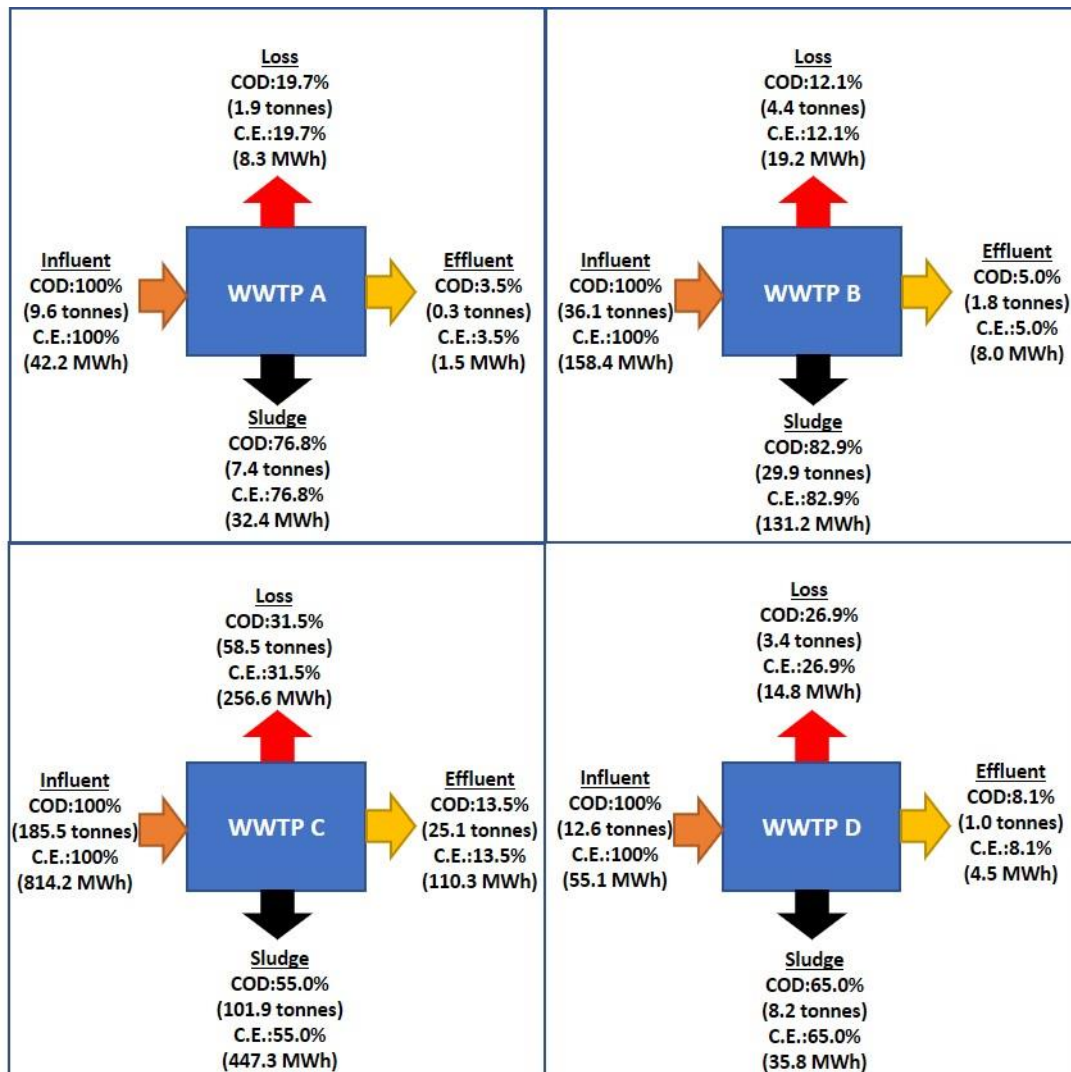 Loss
COD:19.7%
(1.9 tonnes)
C.E.:19.7%
(8.3 MWh)
Influent
COD:100%
(9.6 tonnes)
C.E.:100%
(42.2 MWh)
WWTP A
Effluent
COD:3.5%
(0.3 tonnes)
C.E.:3.5%
(1.5 MWh)
Sludge
COD:76.8%
(7.4 tonnes)
C.E.:76.8%
(32.4 MWh)
Loss
COD:12.1%
(4.4 tonnes)
C.E.:12.1%
(19.2 MWh)
Influent
COD:100%
(36.1 tonnes)
C.E.:100%
(158.4 MWh)
WWTP B
Effluent
COD:5.0%
(1.8 tonnes)
C.E.:5.0%
(8.0 MWh)
Sludge
COD:82.9%
(29.9 tonnes)
C.E.:82.9%
(131.2 MWh)
Loss
COD:31.5%
(58.5 tonnes)
C.E.:31.5%
(256.6 MWh)
Influent
COD:100%
(185.5 tonnes)
C.E.:100%
(814.2 MWh)
WWTP C
Effluent
COD:13.5%
(25.1 tonnes)
C.E.:13.5%
(110.3 MWh)
Sludge
COD:55.0%
(101.9 tonnes)
C.E.:55.0%
(447.3 MWh)
Loss
COD:26.9%
(3.4 tonnes)
C.E.:26.9%
(14.8 MWh)
Influent
COD:100%
(12.6 tonnes)
C.E.:100%
(55.1 MWh)
WWTP D
Effluent
COD:8.1%
(1.0 tonnes)
C.E.:8.1%
(4.5 MWh)
Sludge
COD:65.0%
(8.2 tonnes)
C.E.:65.0%
(35.8 MWh)